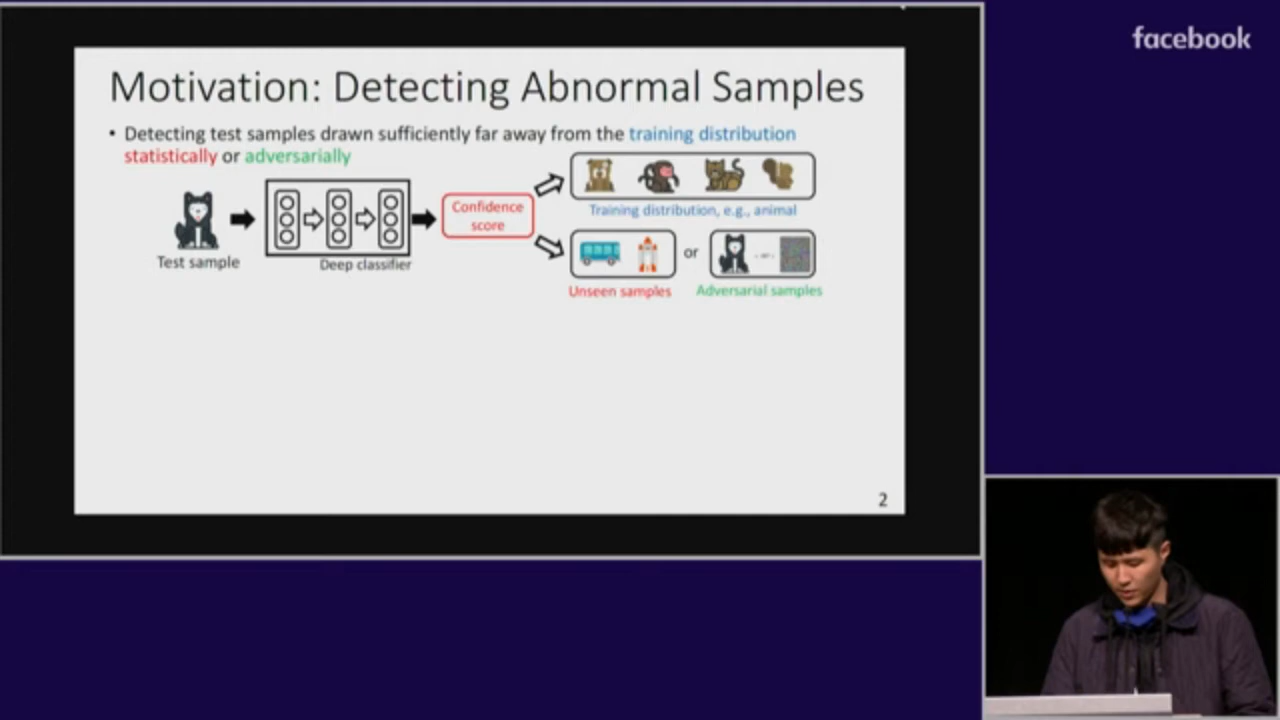 facebook
Motivation: Detecting Abnormal Samples
• Detecting test samples drawn sufficiently far away from the training distribution
statistically or adversarially
Confidence
score
Training distribution, e.g., animal
or
Test sample
Deep classifier
Unseen samples
Adversarial samples
2